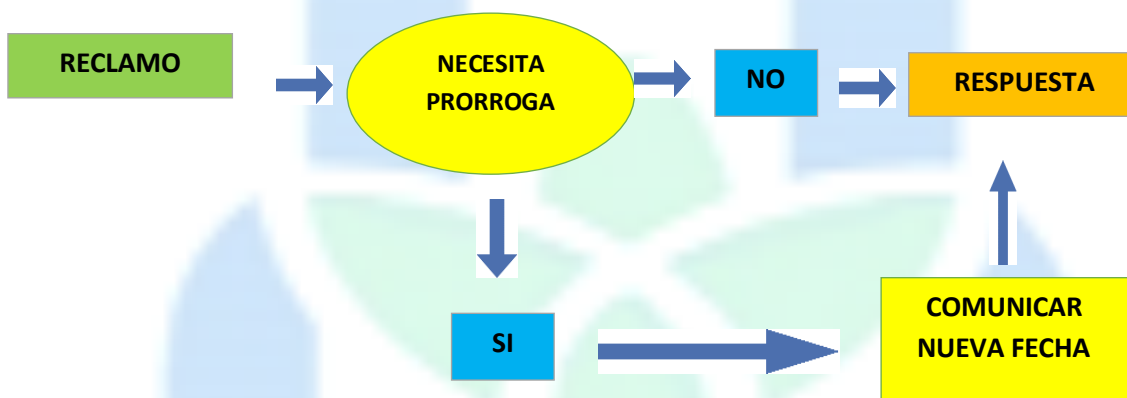 RECLAMO
NECESITA
PRORROGA
NO
RESPUESTA
SI
COMUNICAR
NUEVA FECHA